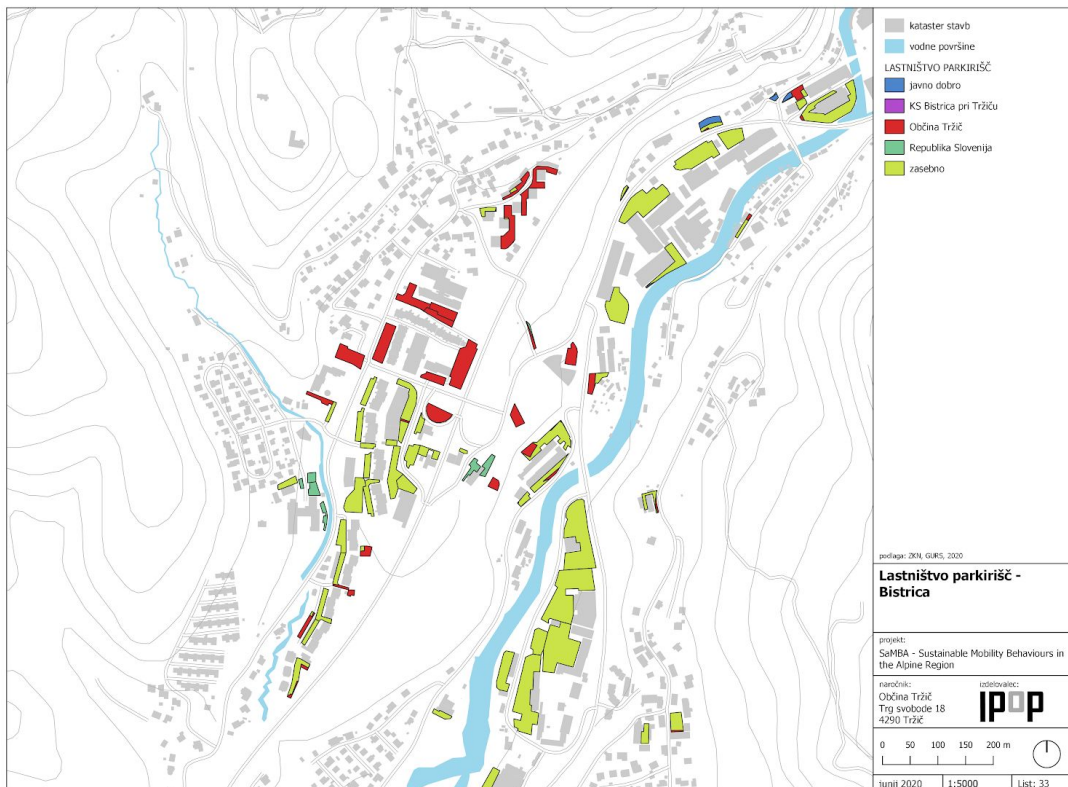 kataster stavb
vodne površine
LASTNIŠTVO PARKIRIŠČ
javno dobro
KS Bistrica pri Tržiču
Občina Tržič
Republika Slovenija
zasebno
podlaga: ZKN, GURS, 2020
Lastništvo parkirišč -
Bistrica
projekt:
SaMBA - Sustainable Mobility Behaviours in
the Alpine Region
naročnik:
Občina Tržič
Trg svobode 18
4290 Tržič
izdelovalec:
IPOP
0 50 100 150 200 m
junij 2020
1:5000
List: 33